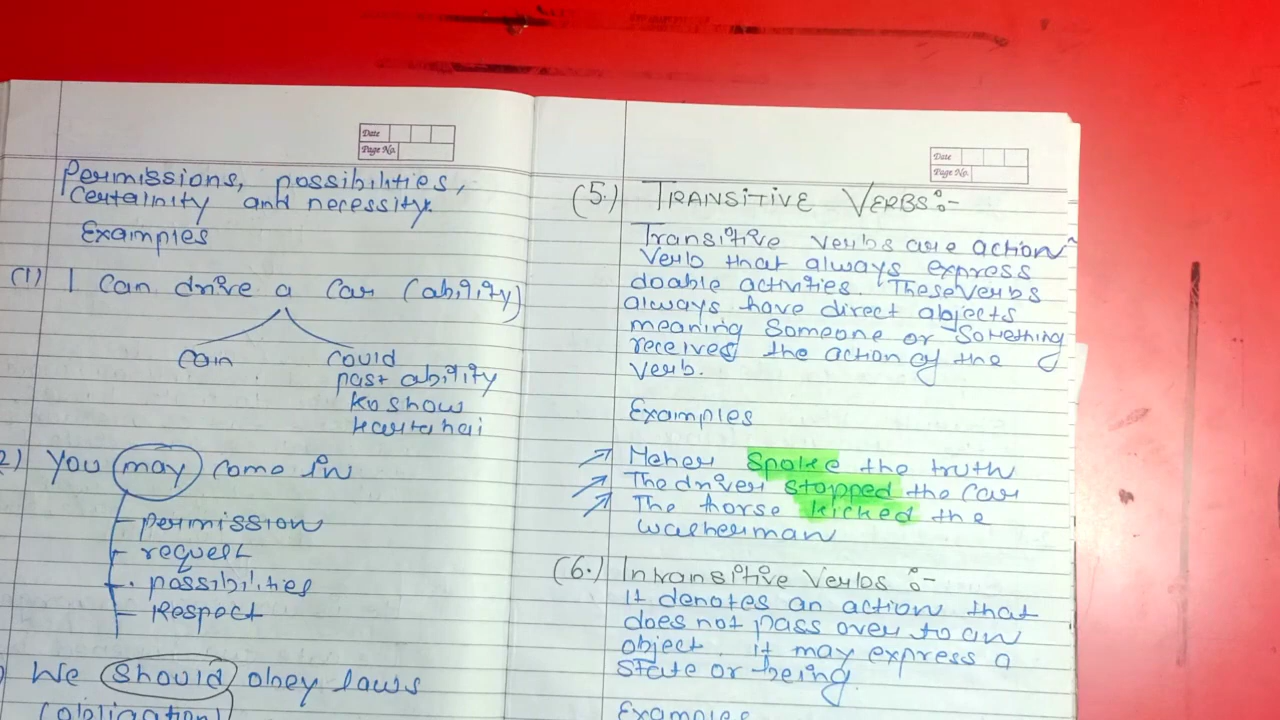 Date
Page No.
Permissions, possibilities,
Certainity and necessity.
Examples
(1) I Can drive a Car (ability)
Can
Could
past ability
ko show
karta hai
2) You may come in
permission
request
possibilities
Respect
We Should obey laws
(obligation)
Date
Page No.
(5.) TRANSITIVE VERBS:-
Transitive verbs are action
Verb that always express
doable activities. These Verbs
always have direct objects
meaning Someone or Something
receives the action of the
Verb.
Examples
Meher Spoke the truth
The driver stopped the Car
The horse kicked the
washerman
(6.) Intransitive Verbs :-
It denotes an action that
does not pass over to an
object. It may express a
State or being.
Examples